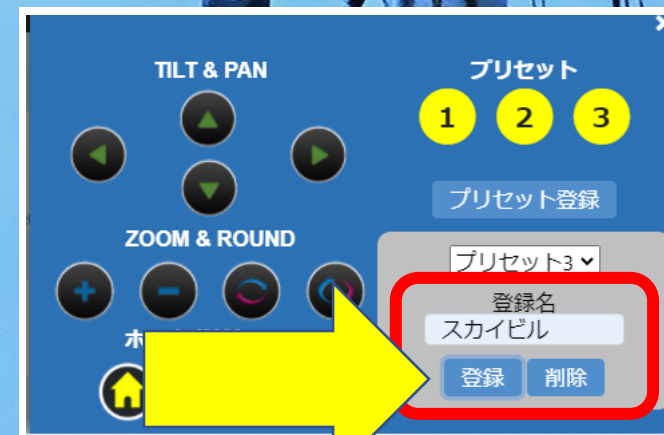 TILT & PAN
ZOOM & ROUND
プリセット
1 2 3
プリセット登録
プリセット3
登録名
スカイビル
登録 削除